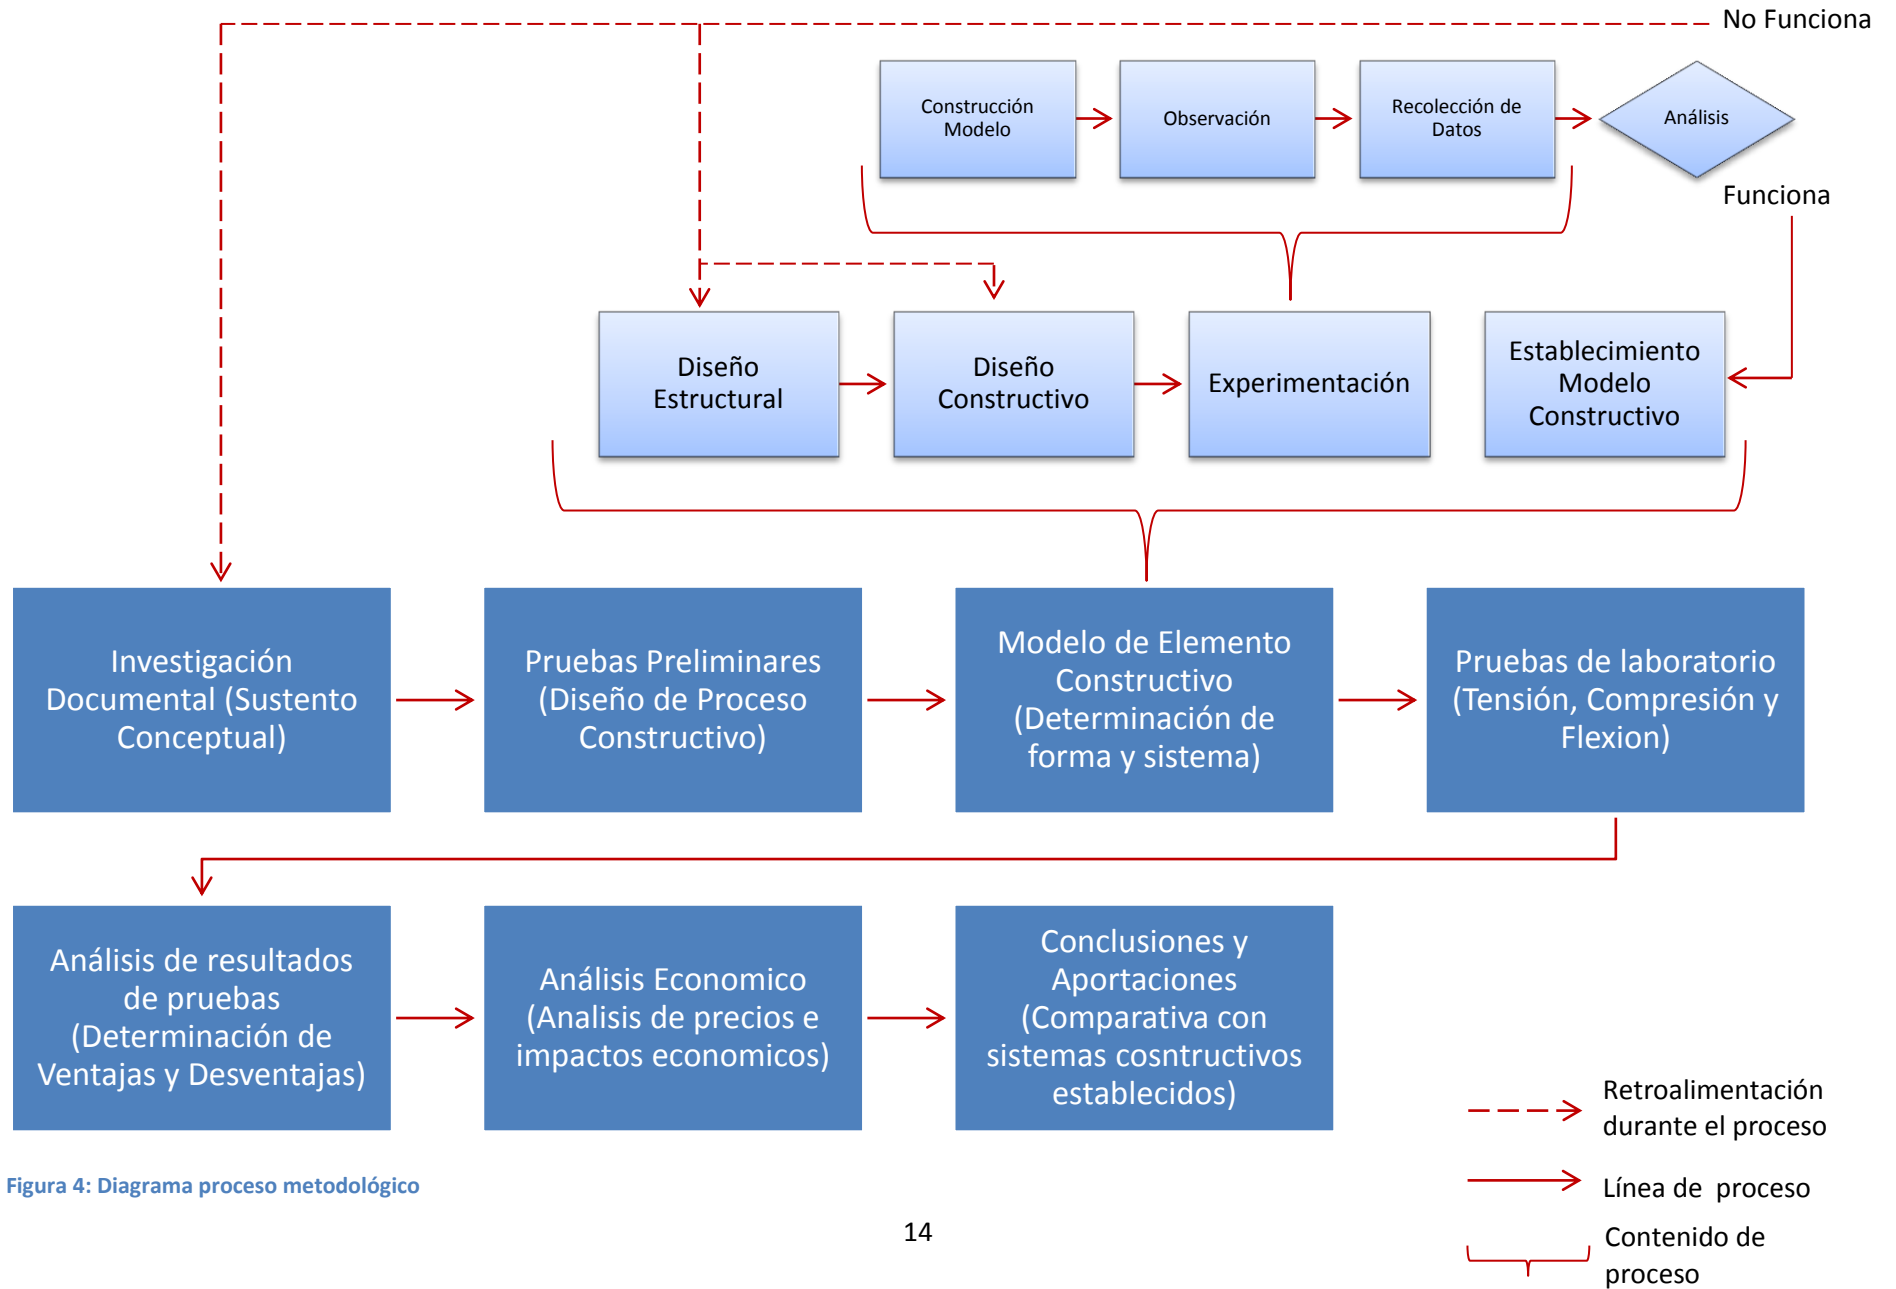 No Funciona
Construcción
Modelo
Observación
Recolección de
Datos
Análisis
Funciona
Diseño
Estructural
Diseño
Constructivo
Experimentación
Establecimiento
Modelo
Constructivo
Investigación
Documental (Sustento
Conceptual)
Pruebas Preliminares
(Diseño de Proceso
Constructivo)
Modelo de Elemento
Constructivo
(Determinación de
forma y sistema)
Pruebas de laboratorio
(Tensión, Compresión y
Flexion)
Análisis de resultados
de pruebas
(Determinación de
Ventajas y Desventajas)
Análisis Economico
(Analisis de precios e
impactos economicos)
Conclusiones y
Aportaciones
(Comparativa con
sistemas cosntructivos
establecidos)
Retroalimentación
durante el proceso
Línea de proceso
Contenido de
proceso
Figura 4: Diagrama proceso metodológico
14